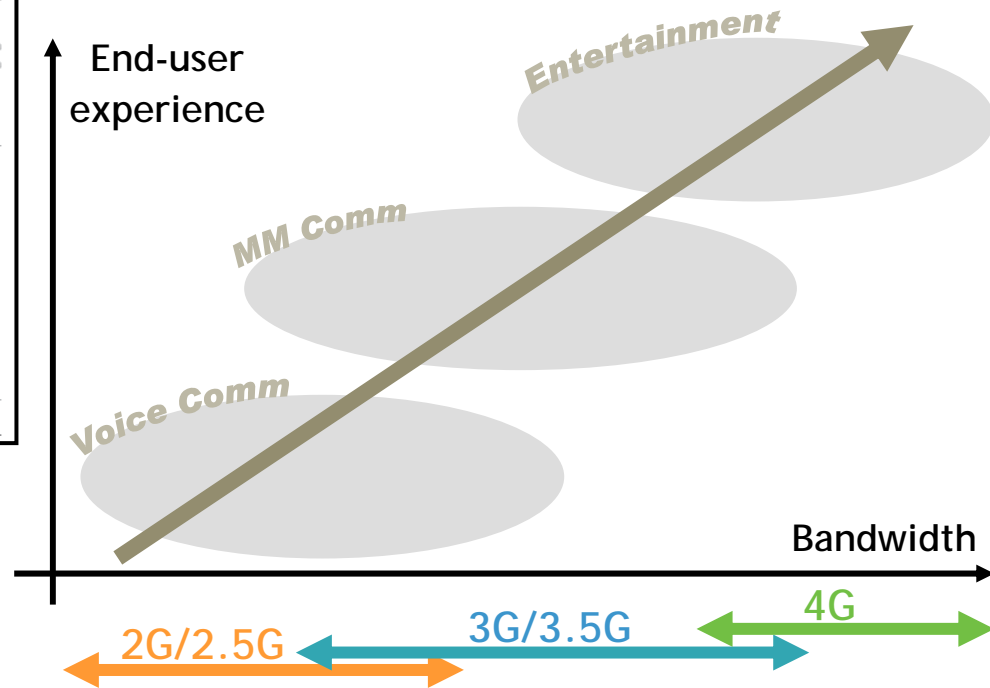 End-user
experience
Entertainment
MM Comm
Voice Comm
Bandwidth
4G
3G/3.5G
2G/2.5G